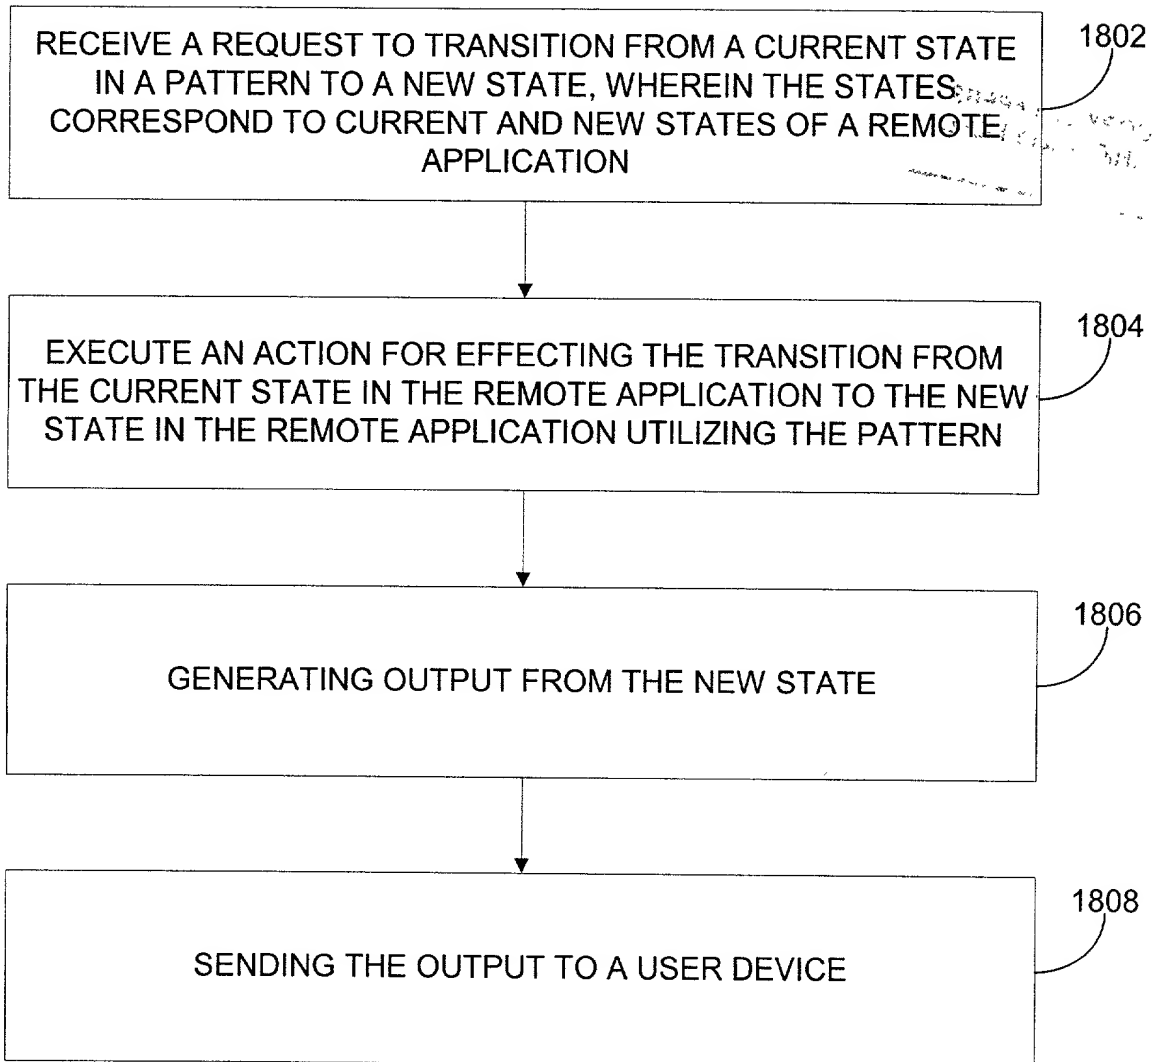 RECEIVE A REQUEST TO TRANSITION FROM A CURRENT STATE
IN A PATTERN TO A NEW STATE, WHEREIN THE STATES
CORRESPOND TO CURRENT AND NEW STATES OF A REMOTE
APPLICATION
1802
EXECUTE AN ACTION FOR EFFECTING THE TRANSITION FROM
THE CURRENT STATE IN THE REMOTE APPLICATION TO THE NEW
STATE IN THE REMOTE APPLICATION UTILIZING THE PATTERN
1804
GENERATING OUTPUT FROM THE NEW STATE
1806
SENDING THE OUTPUT TO A USER DEVICE
1808